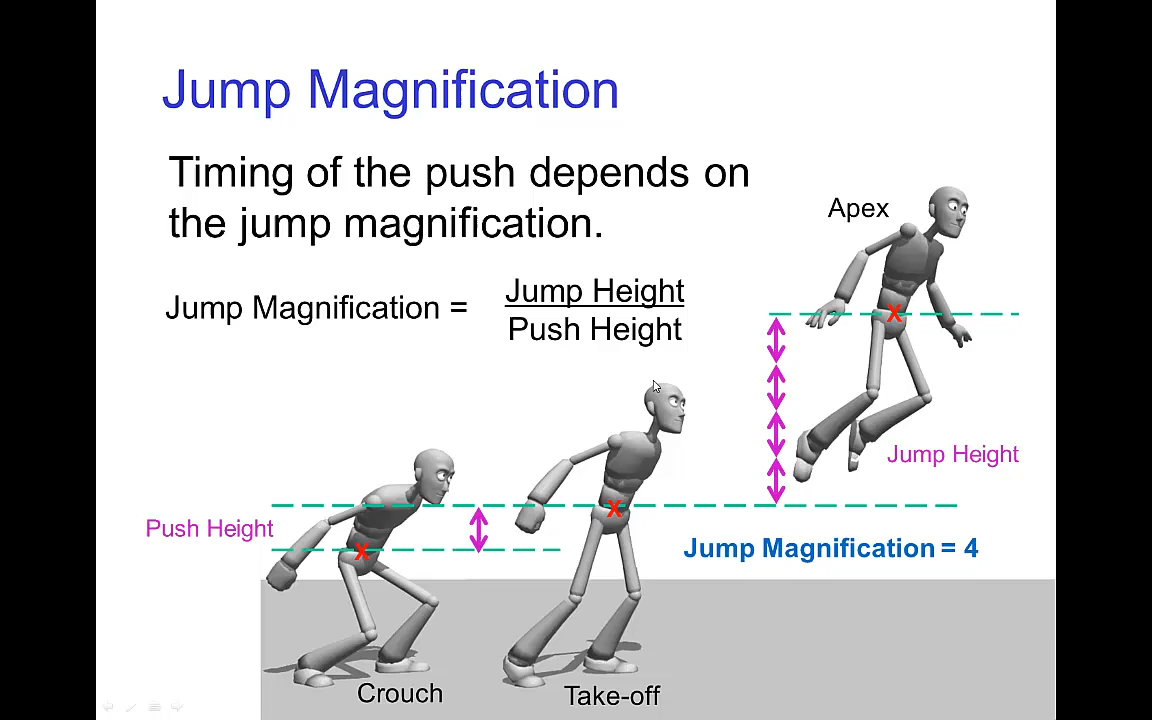 Jump Magnification
Timing of the push depends on
the jump magnification.
Jump Magnification =
Jump Height
Push Height
Apex
Jump Height
Push Height
x
x
x
Jump Magnification = 4
Crouch
Take-off